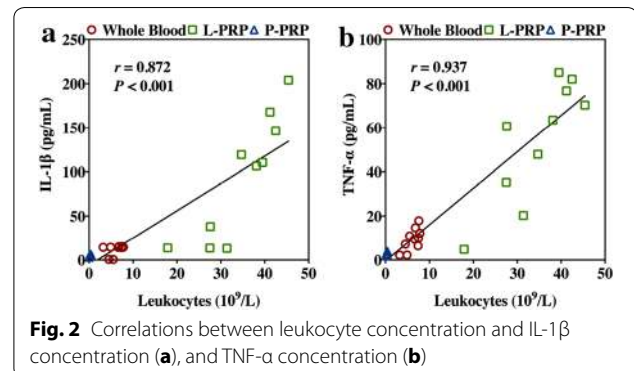 a Whole Blood L-PRP P-PRP
250
200
150
100
50
0
IL-1β (pg/mL)
r = 0.872
P < 0.001
0 10 20 30 40 50
Leukocytes (10⁹/L)
b Whole Blood L-PRP P-PRP
100
80
60
40
20
0
TNF-α (pg/mL)
r = 0.937
P < 0.001
0 10 20 30 40 50
Leukocytes (10⁹/L)
Fig. 2 Correlations between leukocyte concentration and IL-1β
concentration (a), and TNF-α concentration (b)